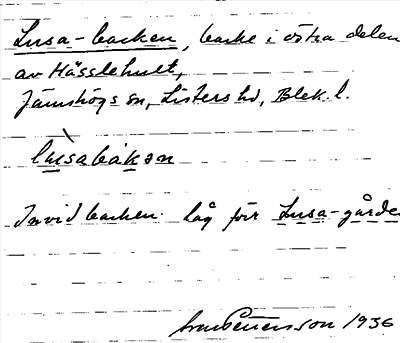 Lusa-backen, backe i östra delen
av Hässlehult,
Jämshögs sn, Listers hd, Blek. l.
lùsabakən
Invid backen låg förr Lusa-gården
1936